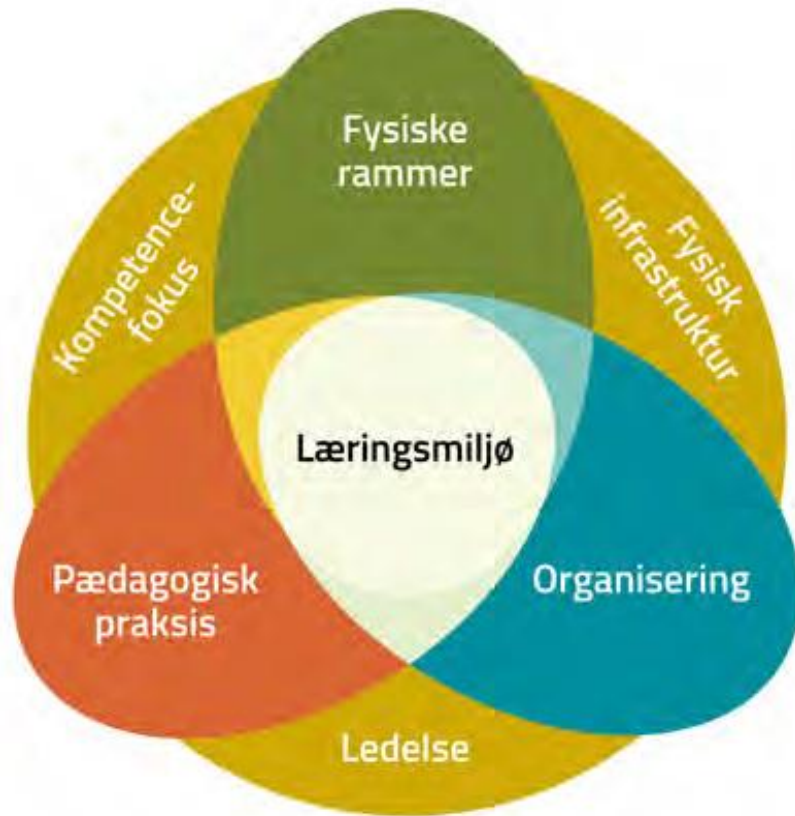 Fysiske
rammer
Kompetence-
fokus
Fysisk
infrastruktur
Læringsmiljø
Pædagogisk
praksis
Organisering
Ledelse